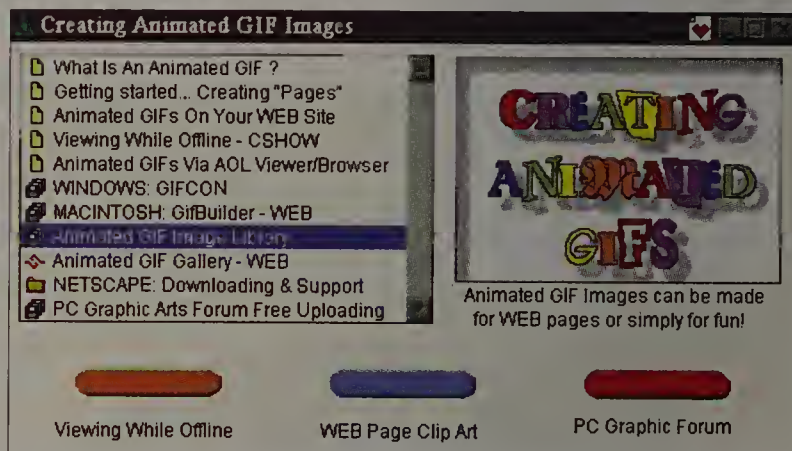 Creating Animated GIF Images
What Is An Animated GIF ?
Getting started... Creating "Pages"
Animated GIFs On Your WEB Site
Viewing While Offline - CSHOW
Animated GIFs Via AOL Viewer/Browser
WINDOWS: GIFCON
MACINTOSH: GifBuilder - WEB
Animated GIF Image Library
Animated GIF Gallery - WEB
NETSCAPE: Downloading & Support
PC Graphic Arts Forum Free Uploading
CREATING
ANIMATED
GIFS
Animated GIF Images can be made
for WEB pages or simply for fun!
Viewing While Offline
WEB Page Clip Art
PC Graphic Forum